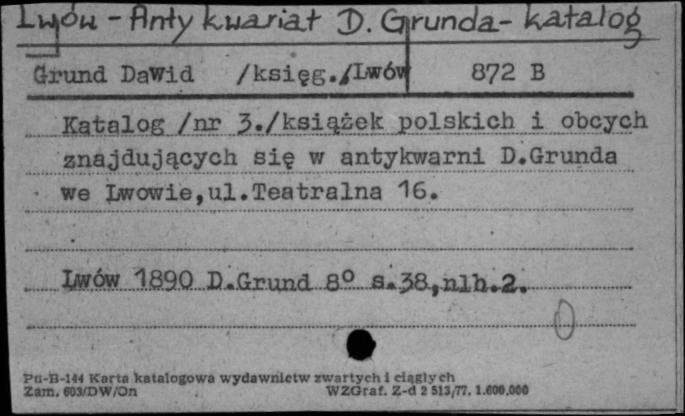 Lwów - Antykwariat D. Grunda - katalog
Grund Dawid /księg./Lwów 872 B
Katalog /nr 3./książek polskich i obcych
znajdujących się w antykwarni D.Grunda
we Lwowie,ul.Teatralna 16.
Lwów 1890 D.Grund 8° s.38,nlb.2.
Pu-B-144 Karta katalogowa wydawnictw zwartych i ciągłych
Zam. 603/DW/On WZGraf. Z-d 2 513/77. 1.600.000